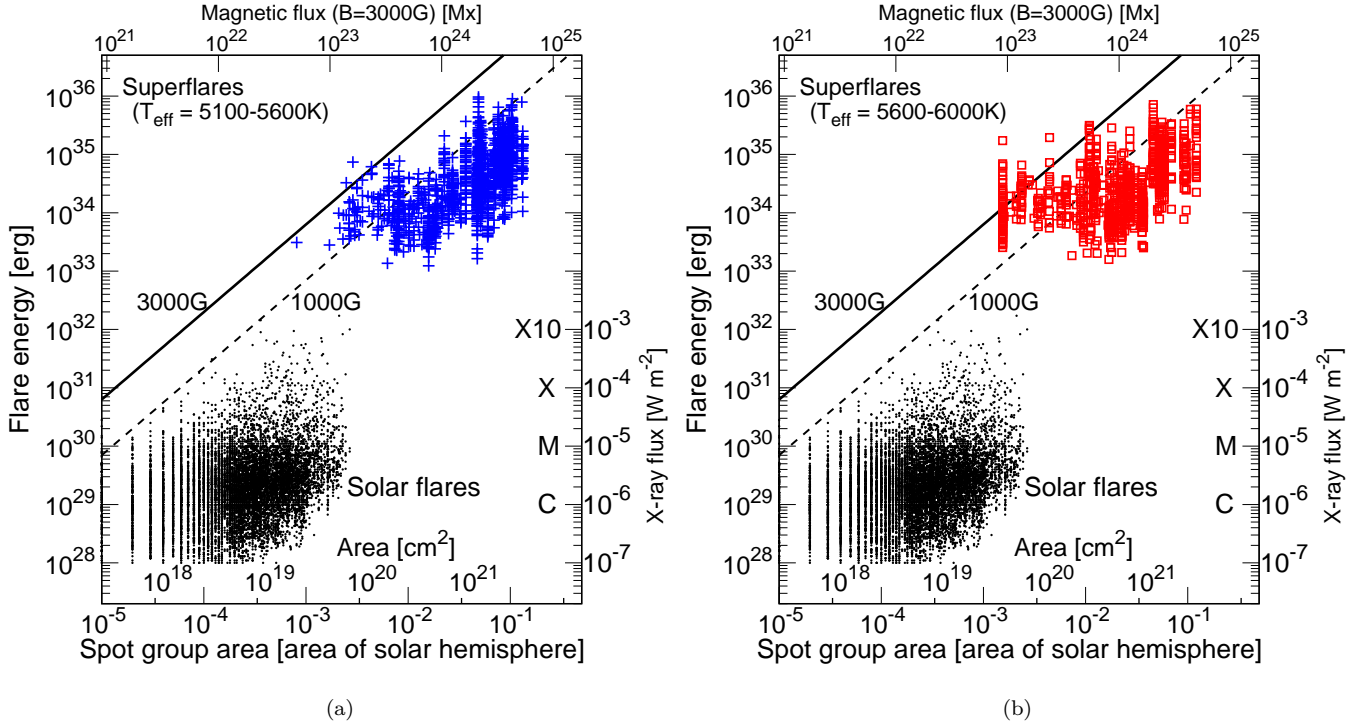 Magnetic flux (B=3000G) [Mx]
10^21 10^22 10^23 10^24 10^25
Superflares
(T_eff = 5100-5600K)
10^36
10^35
10^34
10^33
10^32
10^31
10^30
10^29
10^28
Flare energy [erg]
3000G
1000G
X10
X
M
C
10^-3
10^-4
10^-5
10^-6
10^-7
X-ray flux [W m^-2]
Solar flares
Area [cm^2]
10^18 10^19 10^20 10^21
10^-5 10^-4 10^-3 10^-2 10^-1
Spot group area [area of solar hemisphere]
(a)
Magnetic flux (B=3000G) [Mx]
10^21 10^22 10^23 10^24 10^25
Superflares
(T_eff = 5600-6000K)
10^36
10^35
10^34
10^33
10^32
10^31
10^30
10^29
10^28
Flare energy [erg]
3000G
1000G
X10
X
M
C
10^-3
10^-4
10^-5
10^-6
10^-7
X-ray flux [W m^-2]
Solar flares
Area [cm^2]
10^18 10^19 10^20 10^21
10^-5 10^-4 10^-3 10^-2 10^-1
Spot group area [area of solar hemisphere]
(b)